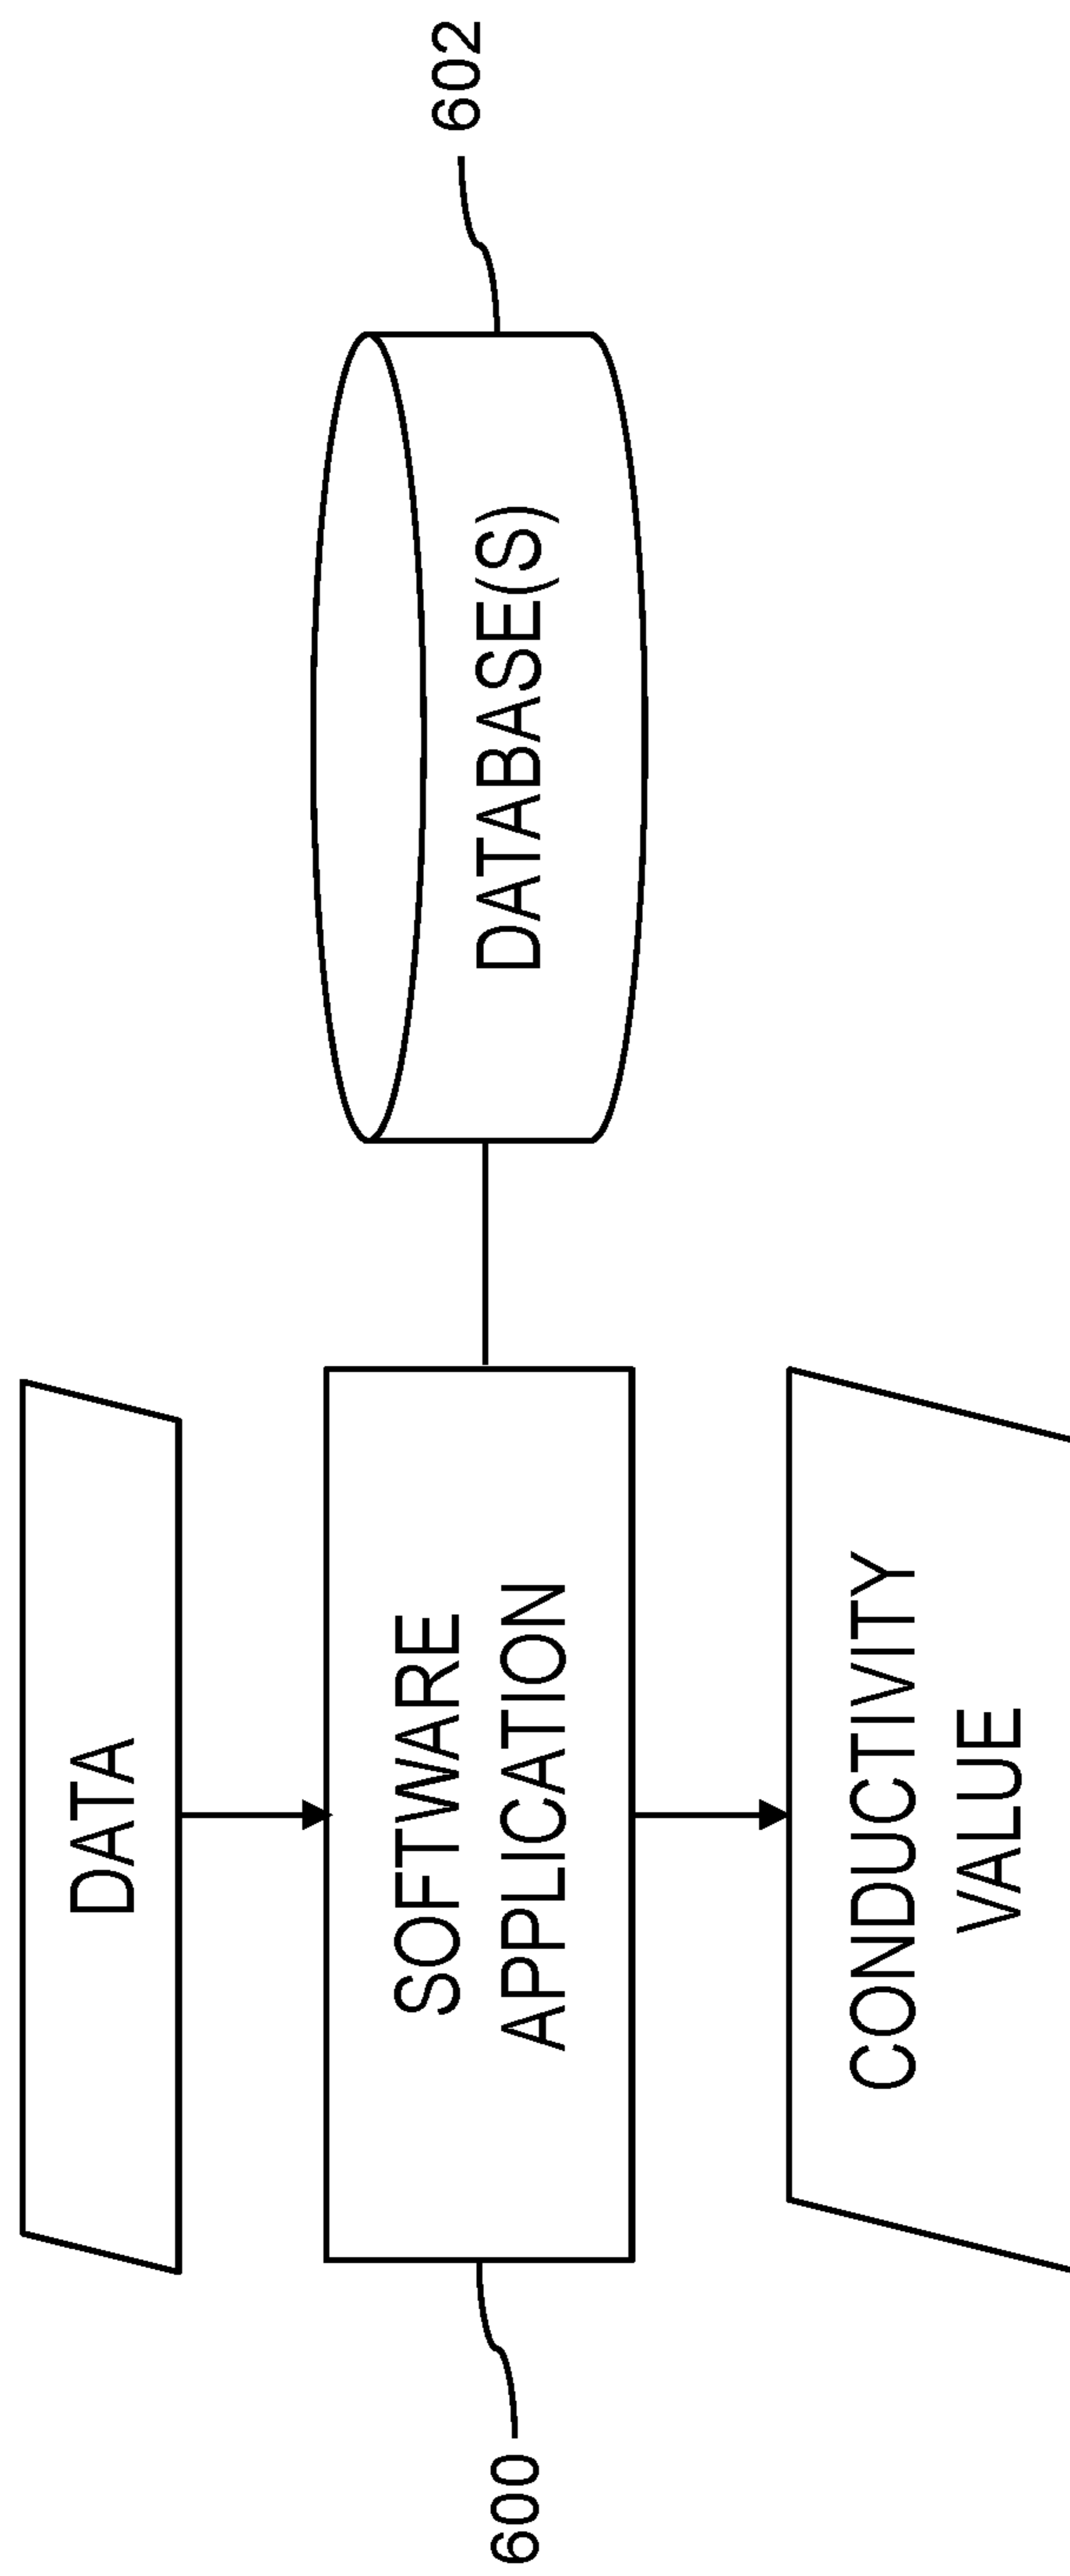 DATA
SOFTWARE
APPLICATION
600
DATABASE(S)
602
CONDUCTIVITY
VALUE